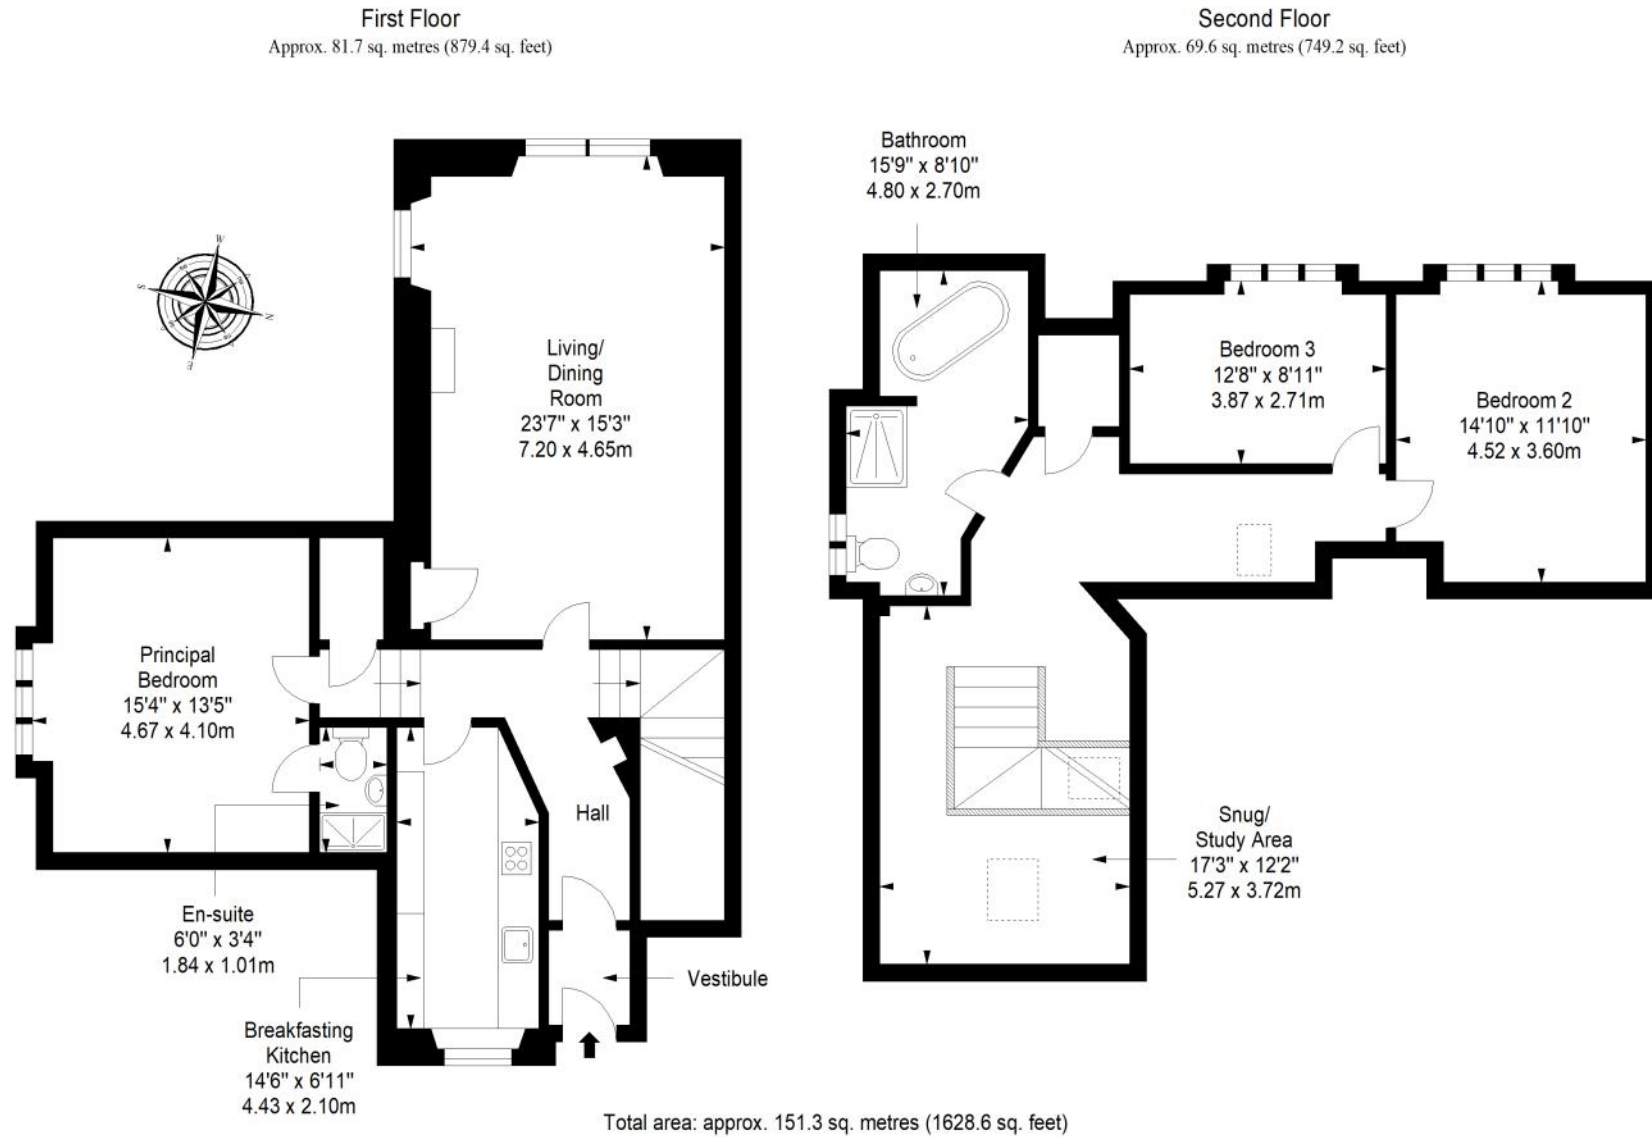 First Floor
Approx. 81.7 sq. metres (879.4 sq. feet)
Second Floor
Approx. 69.6 sq. metres (749.2 sq. feet)
W
S
N
E
Living/
Dining
Room
23'7" x 15'3"
7.20 x 4.65m
Principal
Bedroom
15'4" x 13'5"
4.67 x 4.10m
Hall
En-suite
6'0" x 3'4"
1.84 x 1.01m
Vestibule
Breakfasting
Kitchen
14'6" x 6'11"
4.43 x 2.10m
Bathroom
15'9" x 8'10"
4.80 x 2.70m
Bedroom 3
12'8" x 8'11"
3.87 x 2.71m
Bedroom 2
14'10" x 11'10"
4.52 x 3.60m
Snug/
Study Area
17'3" x 12'2"
5.27 x 3.72m
Total area: approx. 151.3 sq. metres (1628.6 sq. feet)